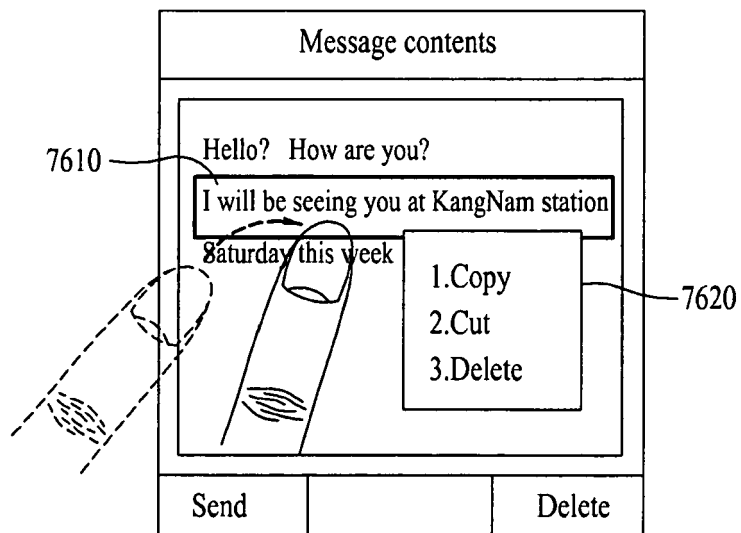 Message contents
Hello? How are you?
7610
I will be seeing you at KangNam station
Saturday this week
1.Copy
7620
2.Cut
3.Delete
Send Delete